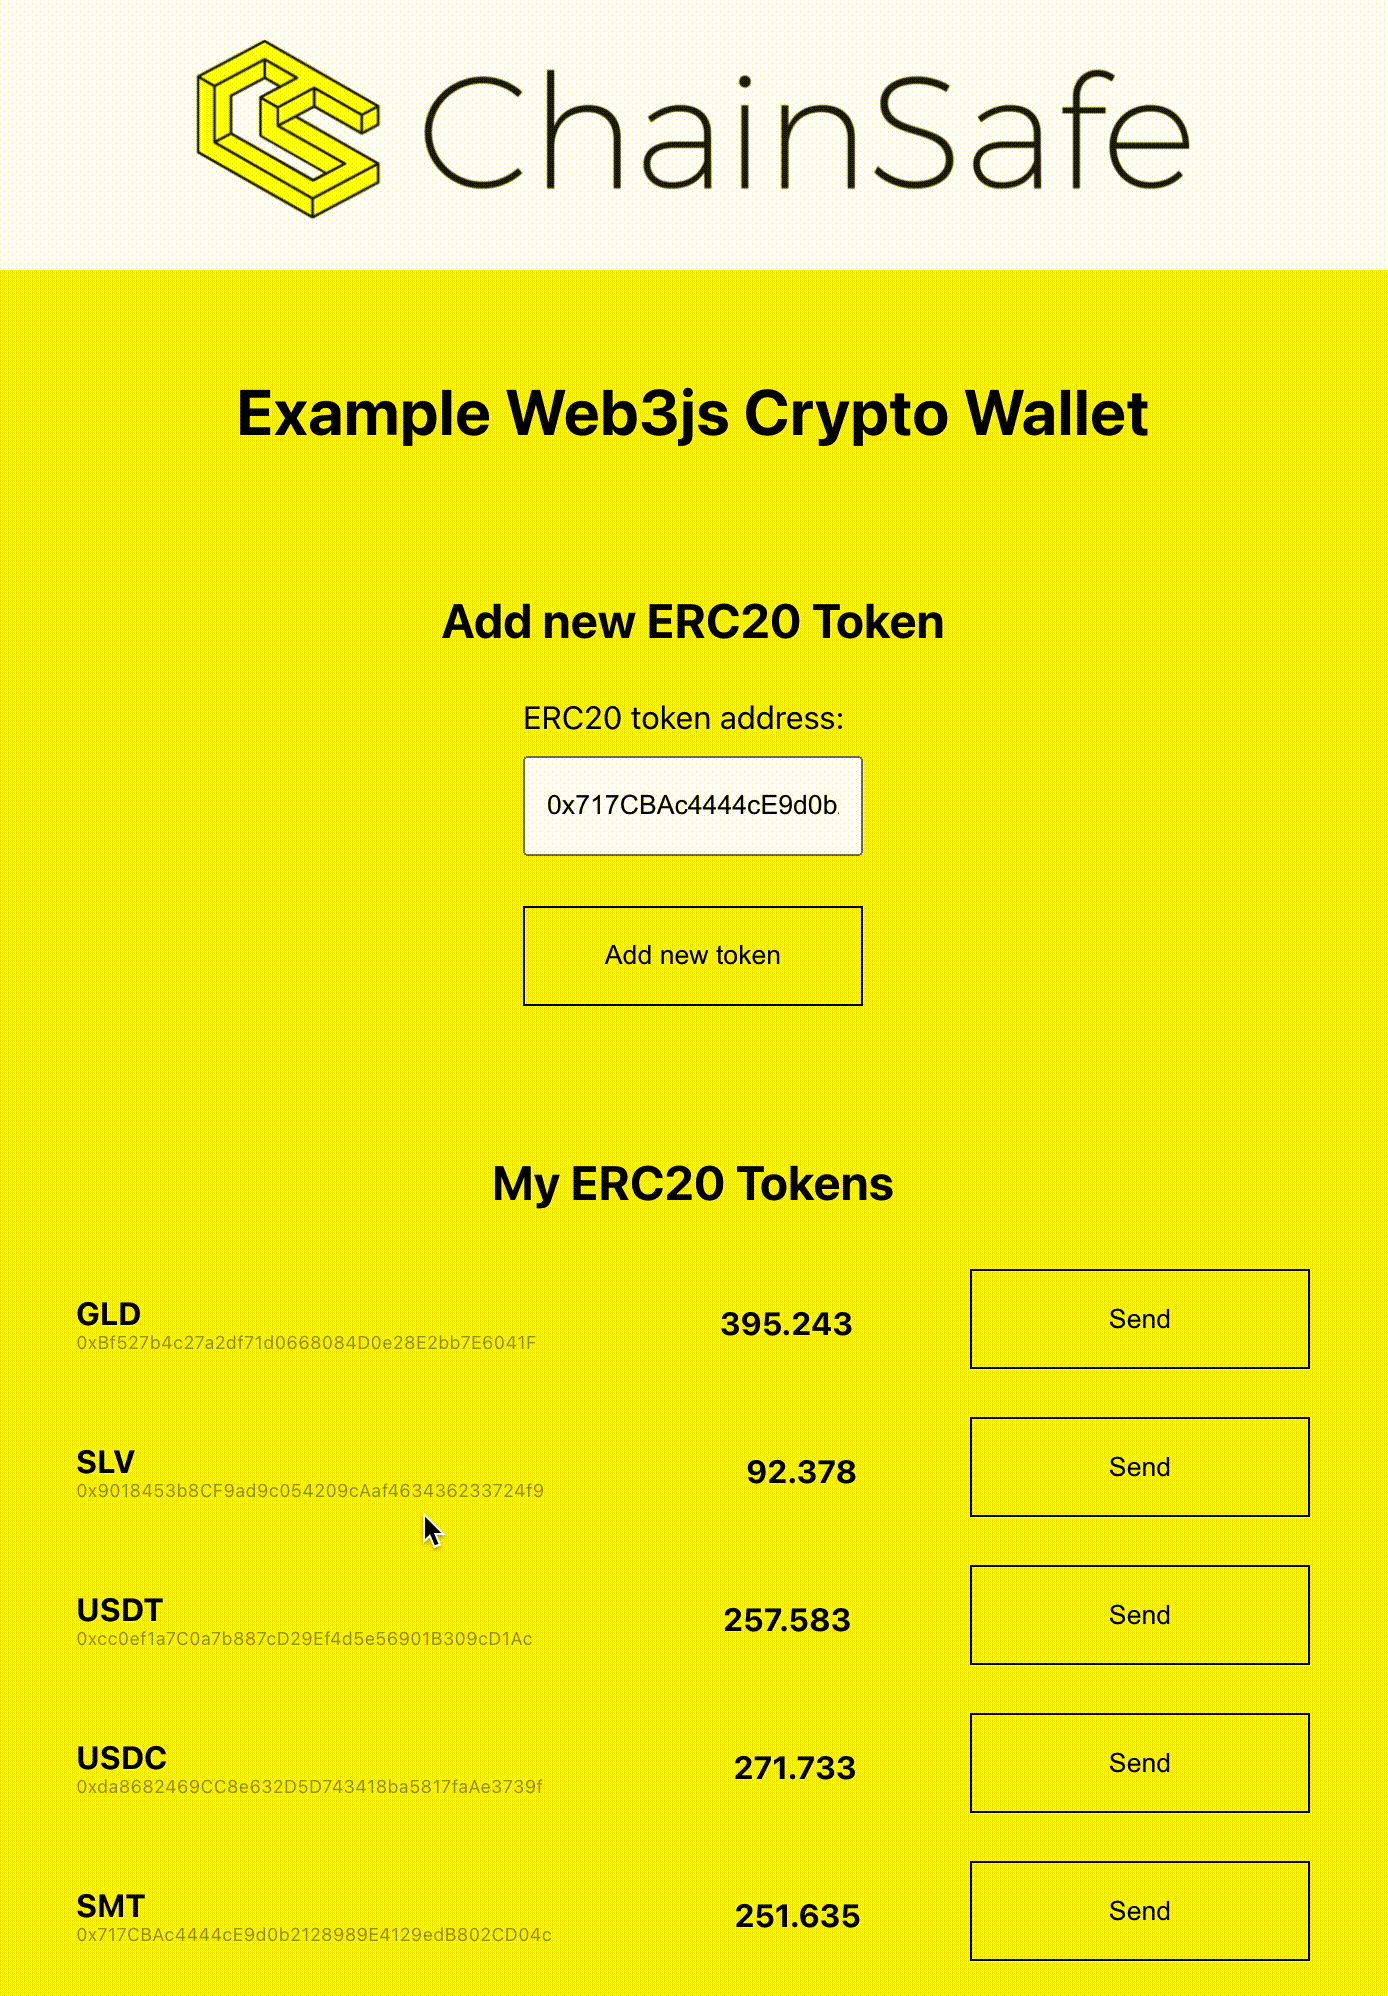 ChainSafe
Example Web3js Crypto Wallet
Add new ERC20 Token
ERC20 token address:
0x717CBAc4444cE9d0b
Add new token
My ERC20 Tokens
GLD
0xBf527b4c27a2df71d0668084D0e28E2bb7E6041F
395.243
Send
SLV
0x9018453b8CF9ad9c054209cAaf463436233724f9
92.378
Send
USDT
0xcc0ef1a7C0a7b887cD29Ef4d5e56901B309cD1Ac
257.583
Send
USDC
0xda8682469CC8e632D5D743418ba5817faAe3739f
271.733
Send
SMT
0x717CBAc4444cE9d0b2128989E4129edB802CD04c
251.635
Send